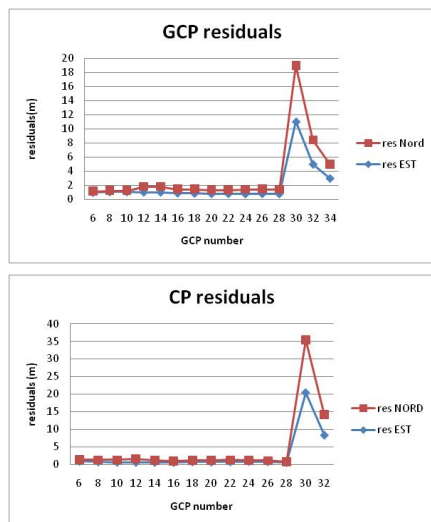 GCP residuals
20
18
16
14
12
10
8
6
4
2
0
residuals(m)
6 8 10 12 14 16 18 20 22 24 26 28 30 32 34
GCP number
res Nord
res EST
CP residuals
40
35
30
25
20
15
10
5
0
residuals (m)
6 8 10 12 14 16 18 20 22 24 26 28 30 32
GCP number
res NORD
res EST